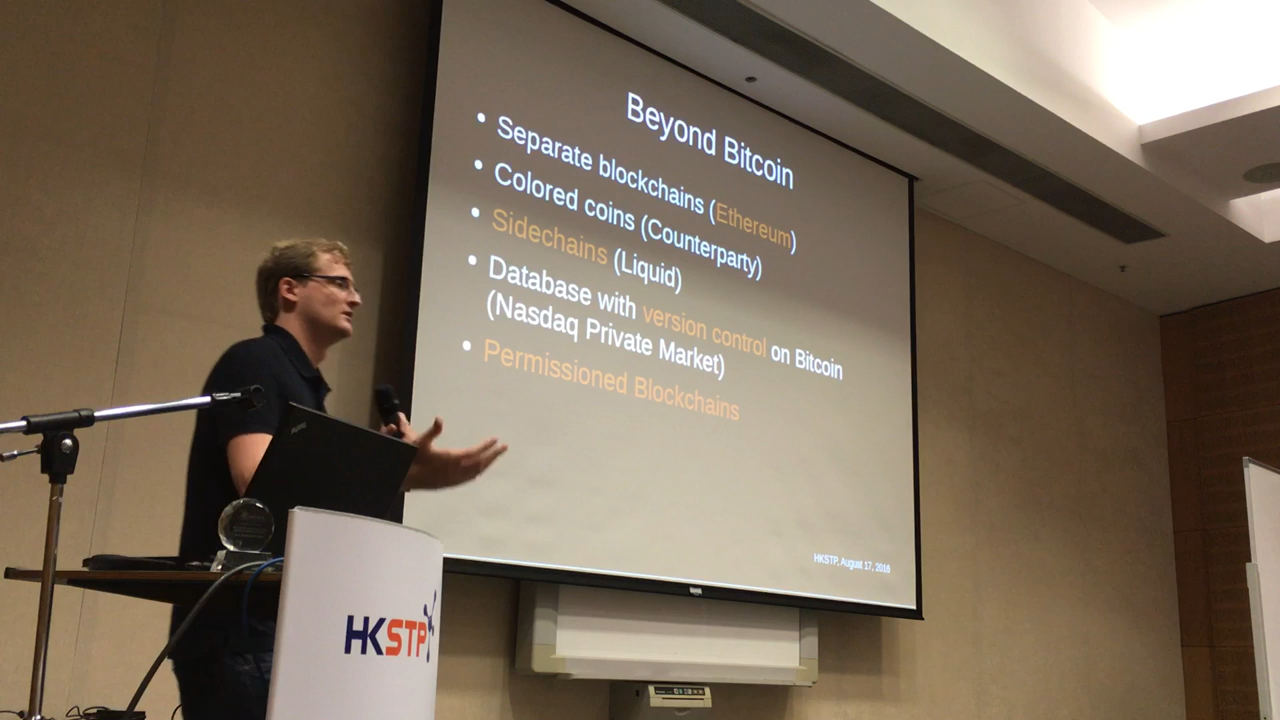 Beyond Bitcoin
• Separate blockchains (Ethereum)
• Colored coins (Counterparty)
• Sidechains (Liquid)
• Database with version control on Bitcoin
(Nasdaq Private Market)
• Permissioned Blockchains
HKSTP, August 17, 2016
HKSTP